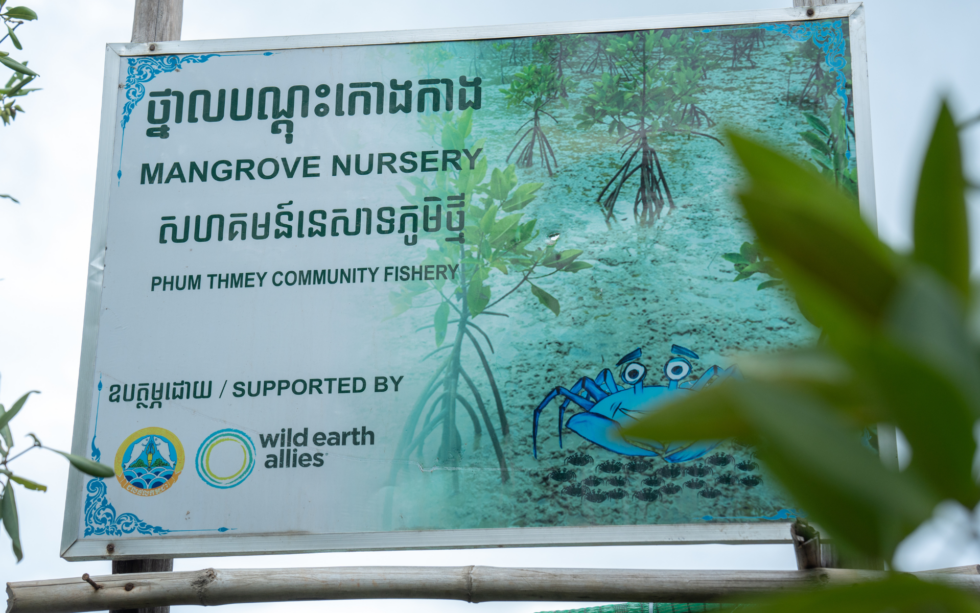 ថ្នាលបណ្ដុះកោងកាង
MANGROVE NURSERY
សហគមន៍នេសាទភូមិថ្មី
PHUM THMEY COMMUNITY FISHERY
ឧបត្ថម្ភដោយ / SUPPORTED BY
wild earth
allies